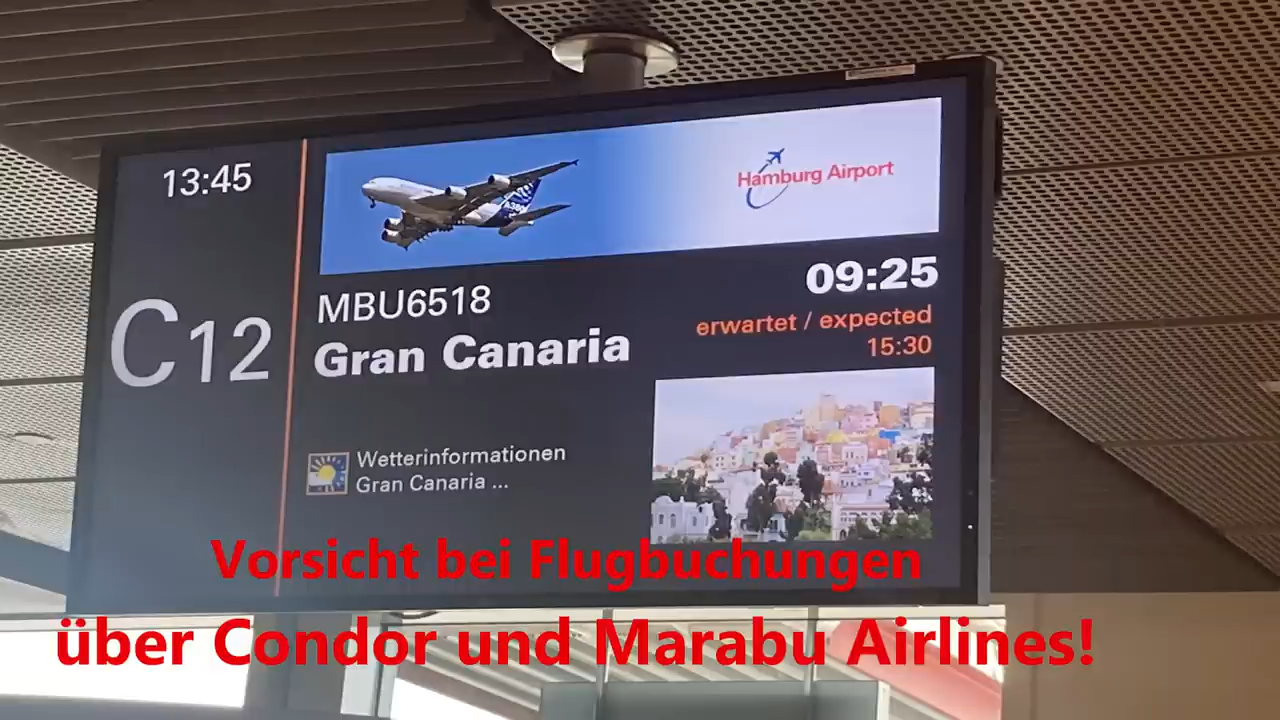 13:45
C12
Hamburg Airport
A380
MBU6518
09:25
Gran Canaria
erwartet / expected
15:30
Wetterinformationen
Gran Canaria ...
Vorsicht bei Flugbuchungen
über Condor und Marabu Airlines!